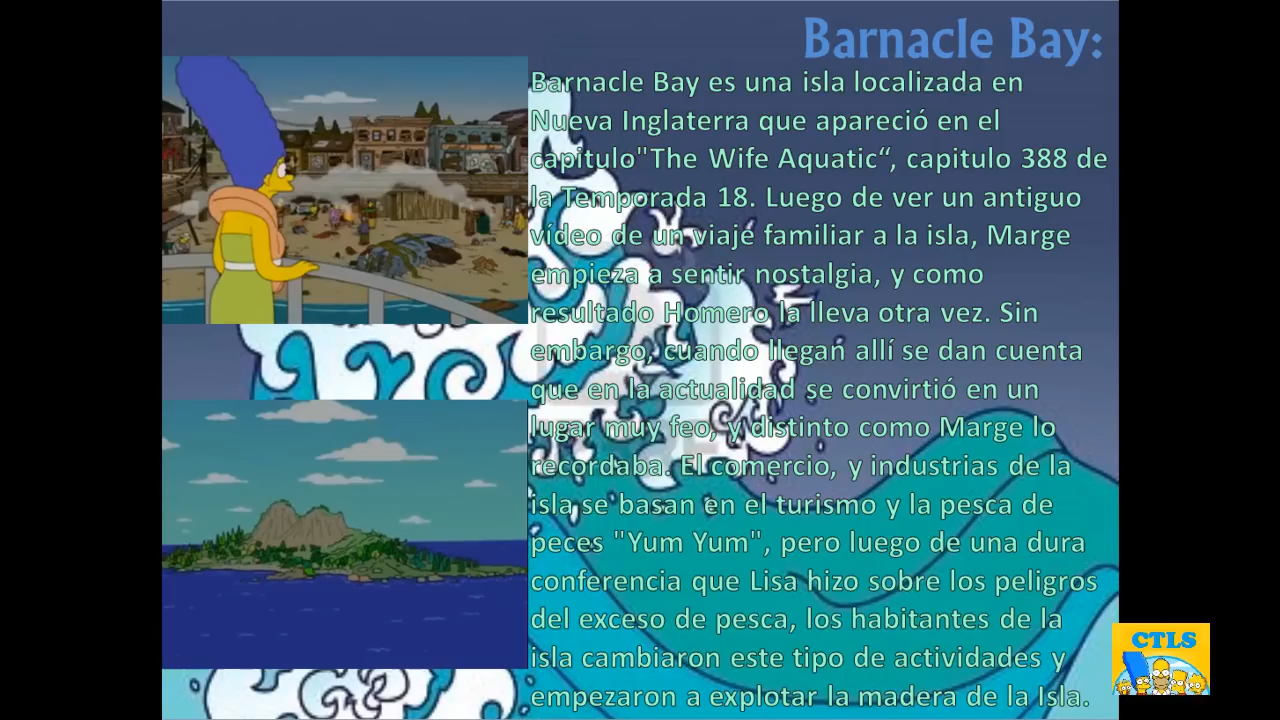 Barnacle Bay:
Barnacle Bay es una isla localizada en
Nueva Inglaterra que apareció en el
capitulo"The Wife Aquatic“, capitulo 388 de
la Temporada 18. Luego de ver un antiguo
vídeo de un viaje familiar a la isla, Marge
empieza a sentir nostalgia, y como
resultado Homero la lleva otra vez. Sin
embargo, cuando llegan allí se dan cuenta
que en la actualidad se convirtió en un
lugar muy feo, y distinto como Marge lo
recordaba. El comercio, y industrias de la
isla se basan en el turismo y la pesca de
peces "Yum Yum", pero luego de una dura
conferencia que Lisa hizo sobre los peligros
del exceso de pesca, los habitantes de la
isla cambiaron este tipo de actividades y
empezaron a explotar la madera de la Isla.
CTLS